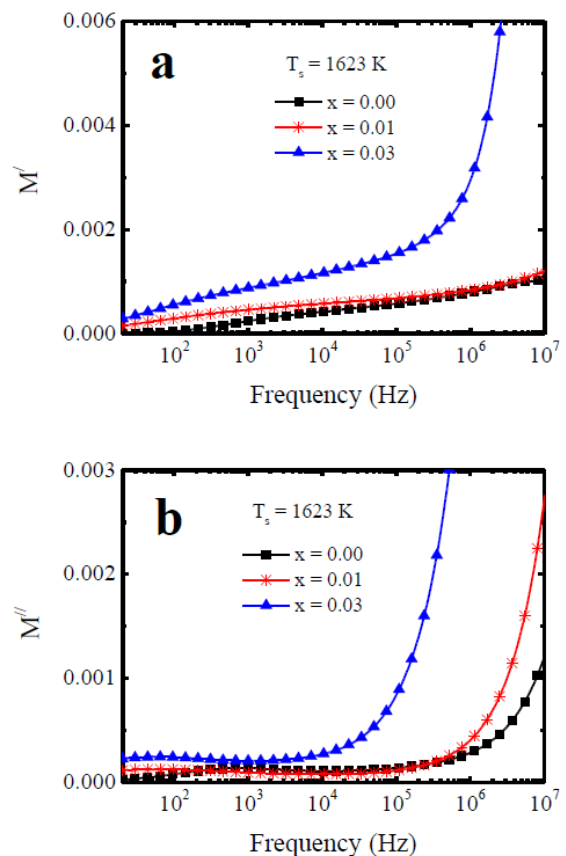 0.006
a
T_s = 1623 K
x = 0.00
x = 0.01
x = 0.03
0.004
M^/
0.002
0.000
10^2 10^3 10^4 10^5 10^6 10^7
Frequency (Hz)
0.003
b
T_s = 1623 K
x = 0.00
x = 0.01
x = 0.03
0.002
M^//
0.001
0.000
10^2 10^3 10^4 10^5 10^6 10^7
Frequency (Hz)